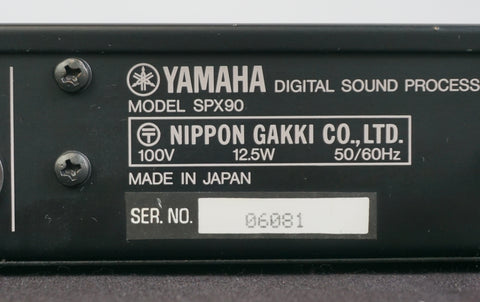 YAMAHA DIGITAL SOUND PROCESS
MODEL SPX90
〒 NIPPON GAKKI CO., LTD.
100V 12.5W 50/60Hz
MADE IN JAPAN
SER. NO. 06081